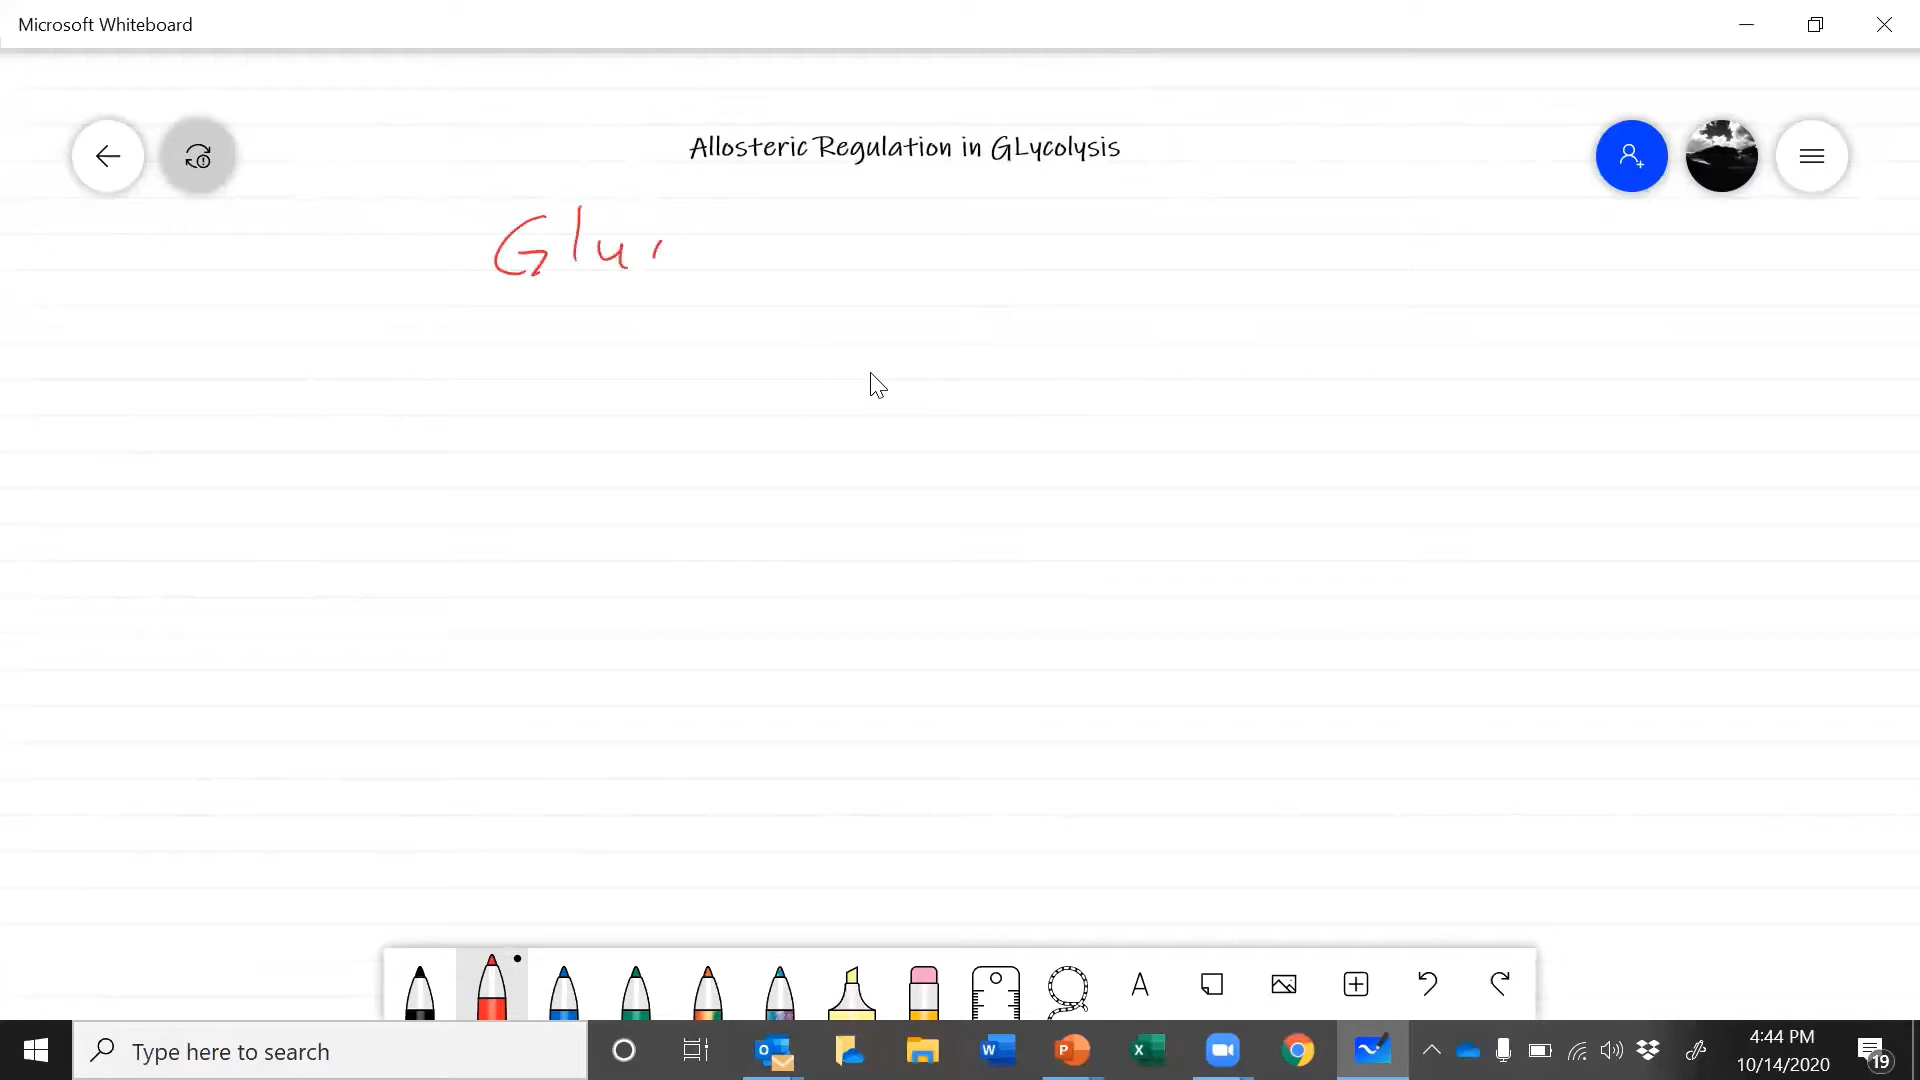 Microsoft Whiteboard
Allosteric Regulation in GLycolysis
Glu
A
Type here to search
4:44 PM
10/14/2020
19